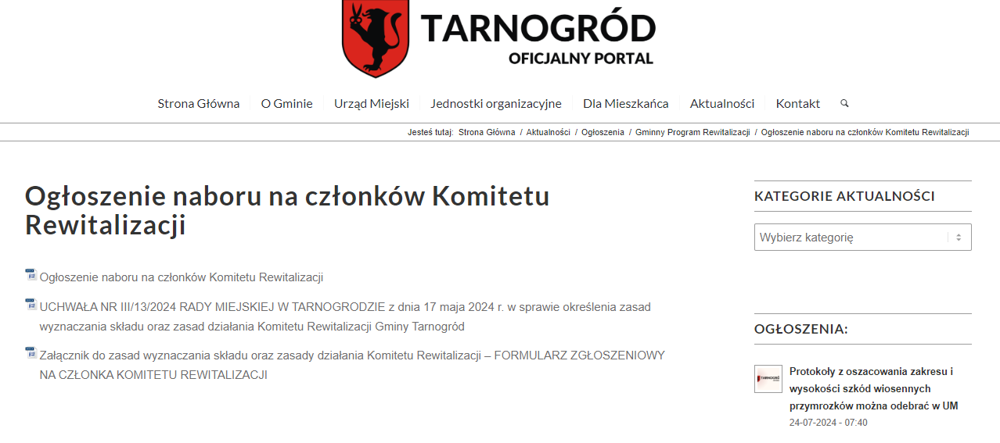 TARNOGRÓD
OFICJALNY PORTAL
Strona Główna O Gminie Urząd Miejski Jednostki organizacyjne Dla Mieszkańca Aktualności Kontakt
Jesteś tutaj: Strona Główna / Aktualności / Ogłoszenia / Gminny Program Rewitalizacji / Ogłoszenie naboru na członków Komitetu Rewitalizacji
Ogłoszenie naboru na członków Komitetu
Rewitalizacji
Ogłoszenie naboru na członków Komitetu Rewitalizacji
UCHWAŁA NR III/13/2024 RADY MIEJSKIEJ W TARNOGRODZIE z dnia 17 maja 2024 r. w sprawie określenia zasad
wyznaczania składu oraz zasad działania Komitetu Rewitalizacji Gminy Tarnogród
Załącznik do zasad wyznaczania składu oraz zasady działania Komitetu Rewitalizacji – FORMULARZ ZGŁOSZENIOWY
NA CZŁONKA KOMITETU REWITALIZACJI
KATEGORIE AKTUALNOŚCI
Wybierz kategorię
OGŁOSZENIA:
TARNOGRÓ
Protokoły z oszacowania zakresu i
wysokości szkód wiosennych
przymrozków można odebrać w UM
24-07-2024 - 07:40